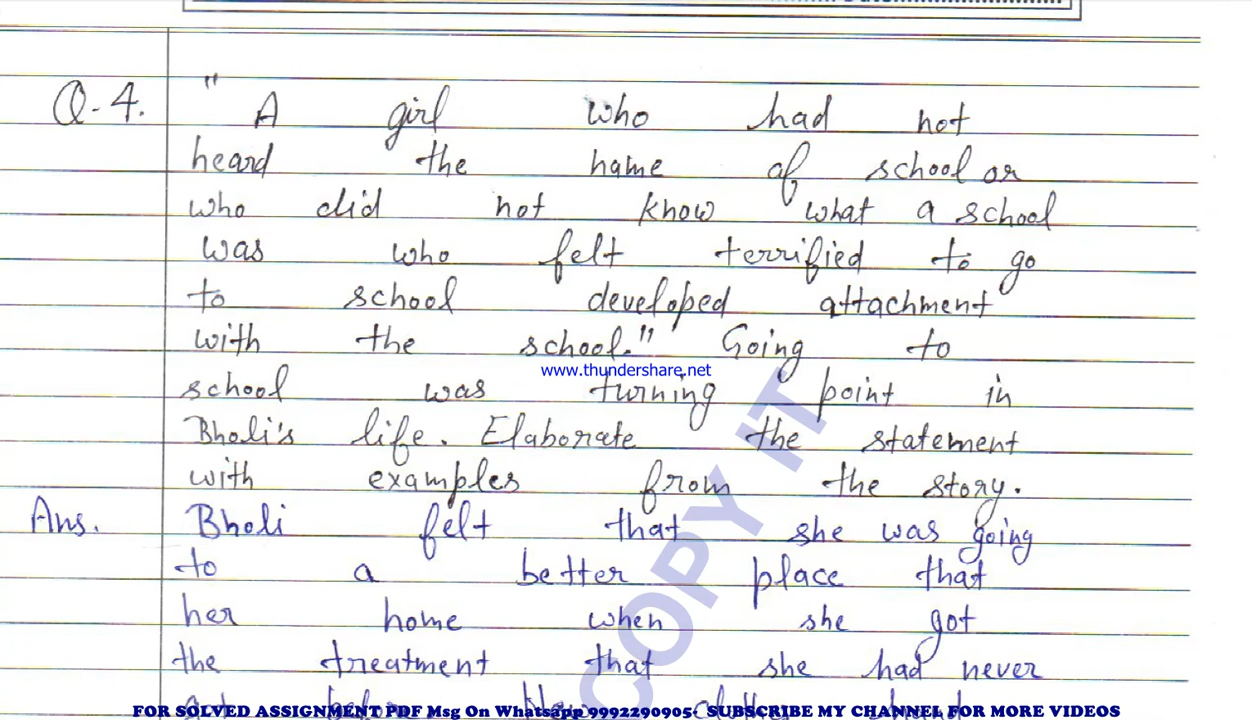 Q-4. "A girl who had not
heard the name of school or
who did not know what a school
was who felt terrified to go
to school developed attachment
with the school." Going to
www.thundershare.net
school was turning point in
Bholi's life. Elaborate the statement
with examples from the story.
Ans. Bholi felt that she was going
to a better place that
her home when she got
the treatment that she had never
COPY IT
FOR SOLVED ASSIGNMENT PDF Msg On Whatsapp 9992290905- SUBSCRIBE MY CHANNEL FOR MORE VIDEOS